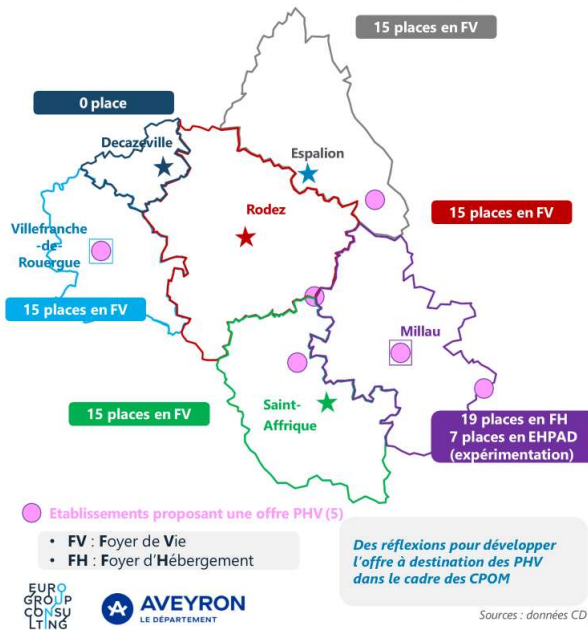 15 places en FV
0 place
Decazeville
Espalion
Rodez
15 places en FV
Villefranche
-de-
Rouergue
15 places en FV
Millau
15 places en FV
Saint-
Affrique
19 places en FH
7 places en EHPAD
(expérimentation)
Etablissements proposant une offre PHV (5)
• FV : Foyer de Vie
• FH : Foyer d'Hébergement
Des réflexions pour développer
l'offre à destination des PHV
dans le cadre des CPOM
EURO
GROUP
CONSU
LTING
AVEYRON
LE DÉPARTEMENT
Sources : données CD